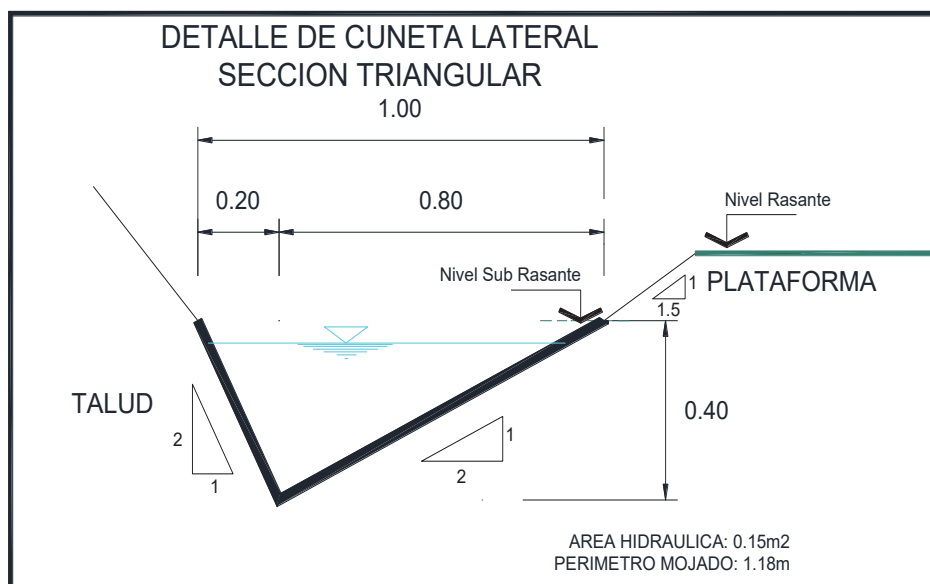 DETALLE DE CUNETA LATERAL
SECCION TRIANGULAR
1.00
0.20
0.80
Nivel Rasante
Nivel Sub Rasante
1
1.5
PLATAFORMA
TALUD
2
1
1
2
0.40
AREA HIDRAULICA: 0.15m2
PERIMETRO MOJADO: 1.18m